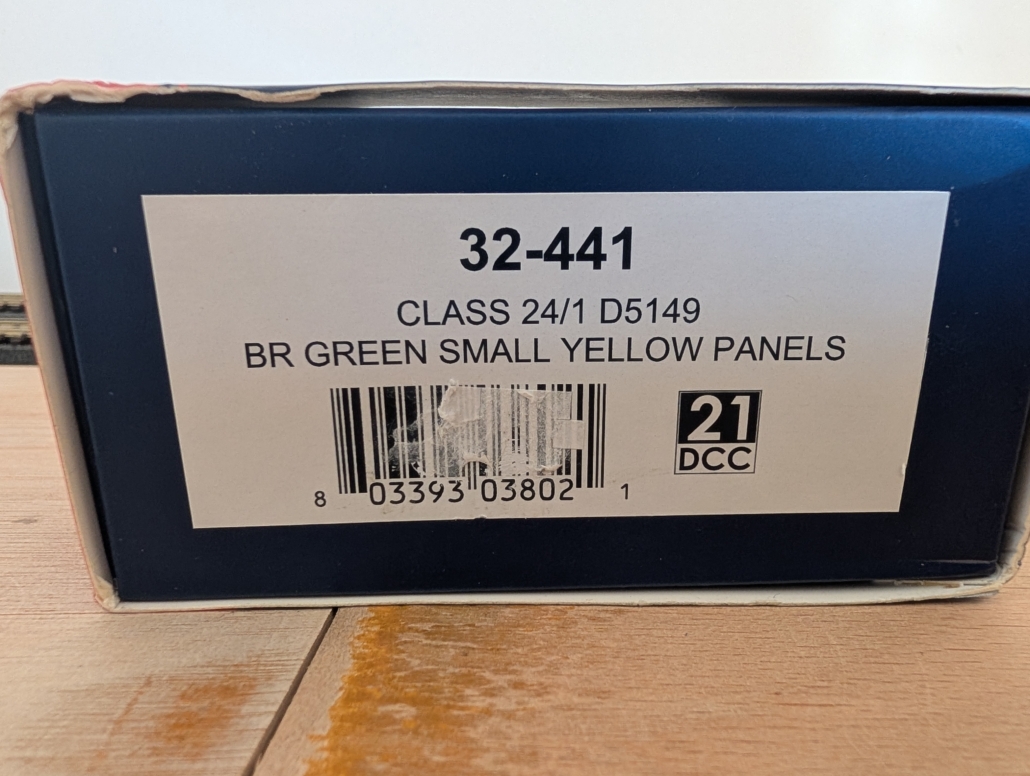 32-441
CLASS 24/1 D5149
BR GREEN SMALL YELLOW PANELS
21
DCC
8 03393 03802 1